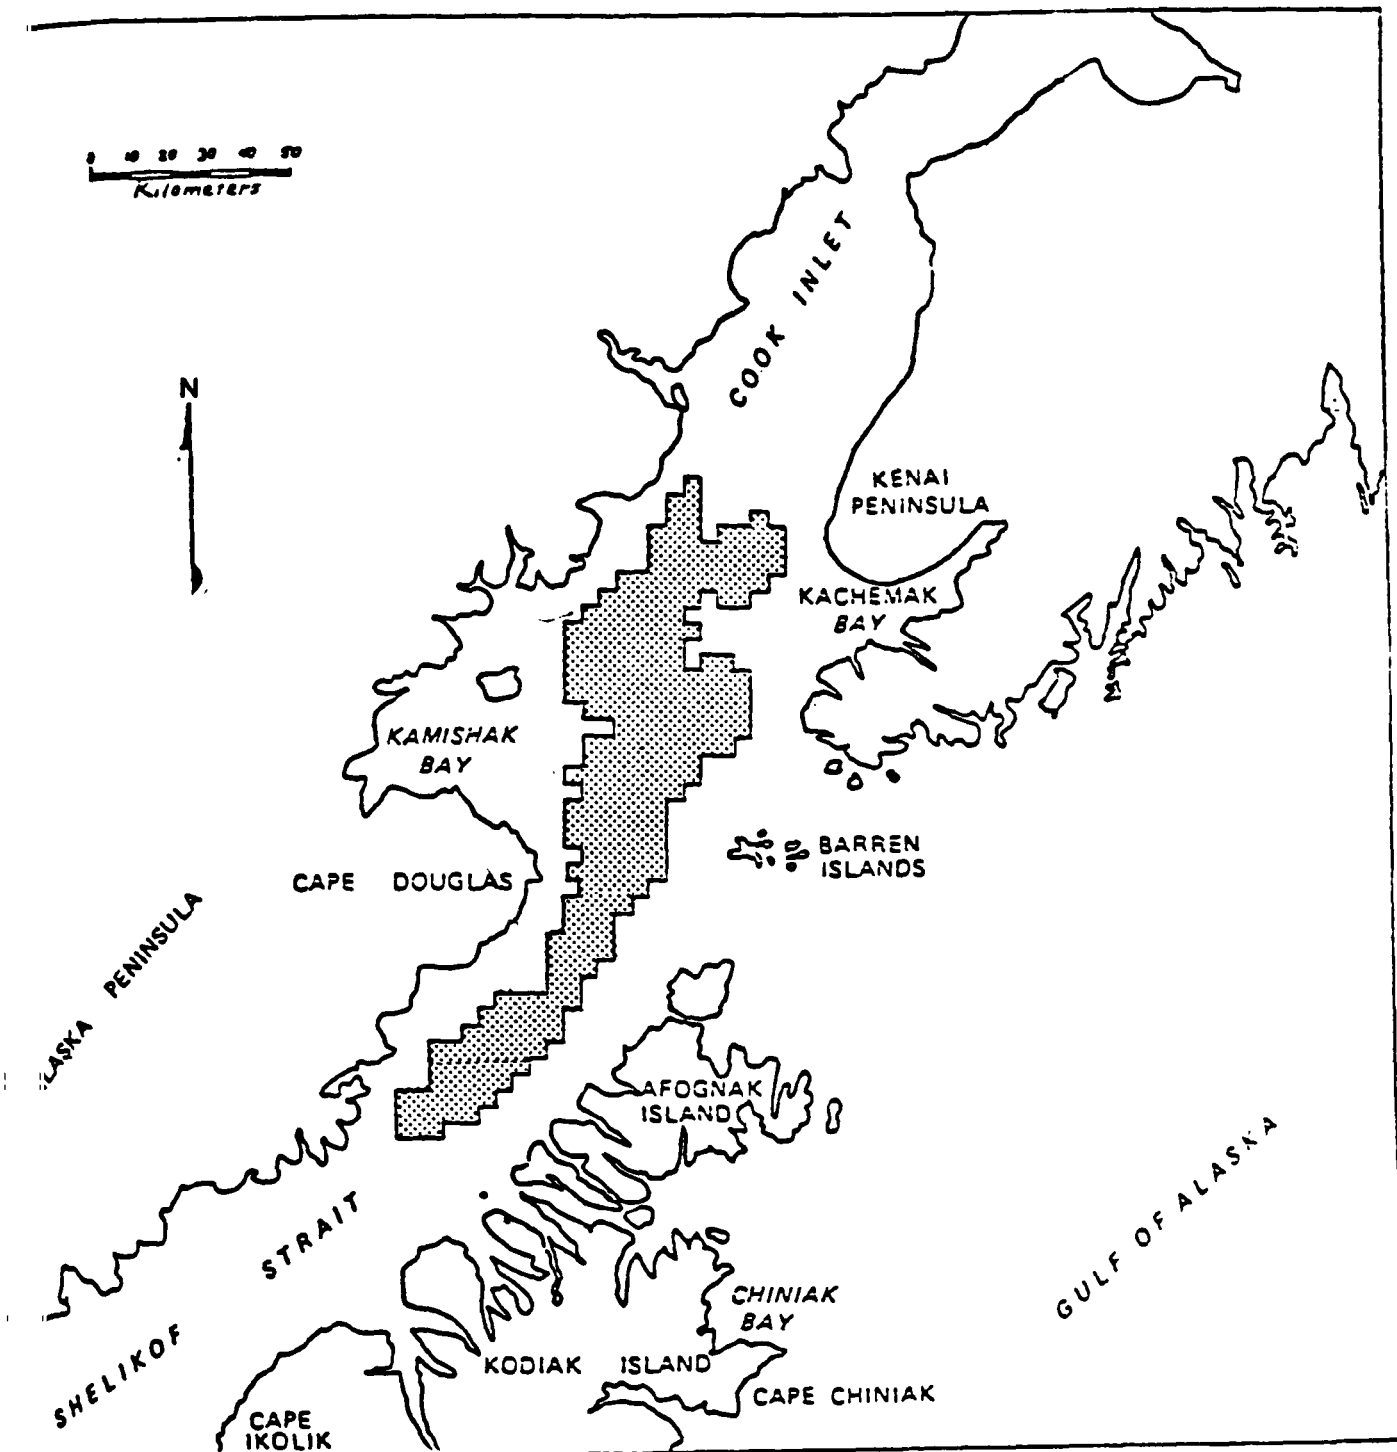 0 10 20 30 40 50
Kilometers
COOK INLET
N
KENAI
PENINSULA
KACHEMAK
BAY
KAMISHAK
BAY
BARREN
ISLANDS
CAPE DOUGLAS
LASKA PENINSULA
AFOGNAK
ISLAND
GULF OF ALASKA
SHELIKOF STRAIT
CHINIAK
BAY
KODIAK ISLAND
CAPE CHINIAK
CAPE
IKOLIK